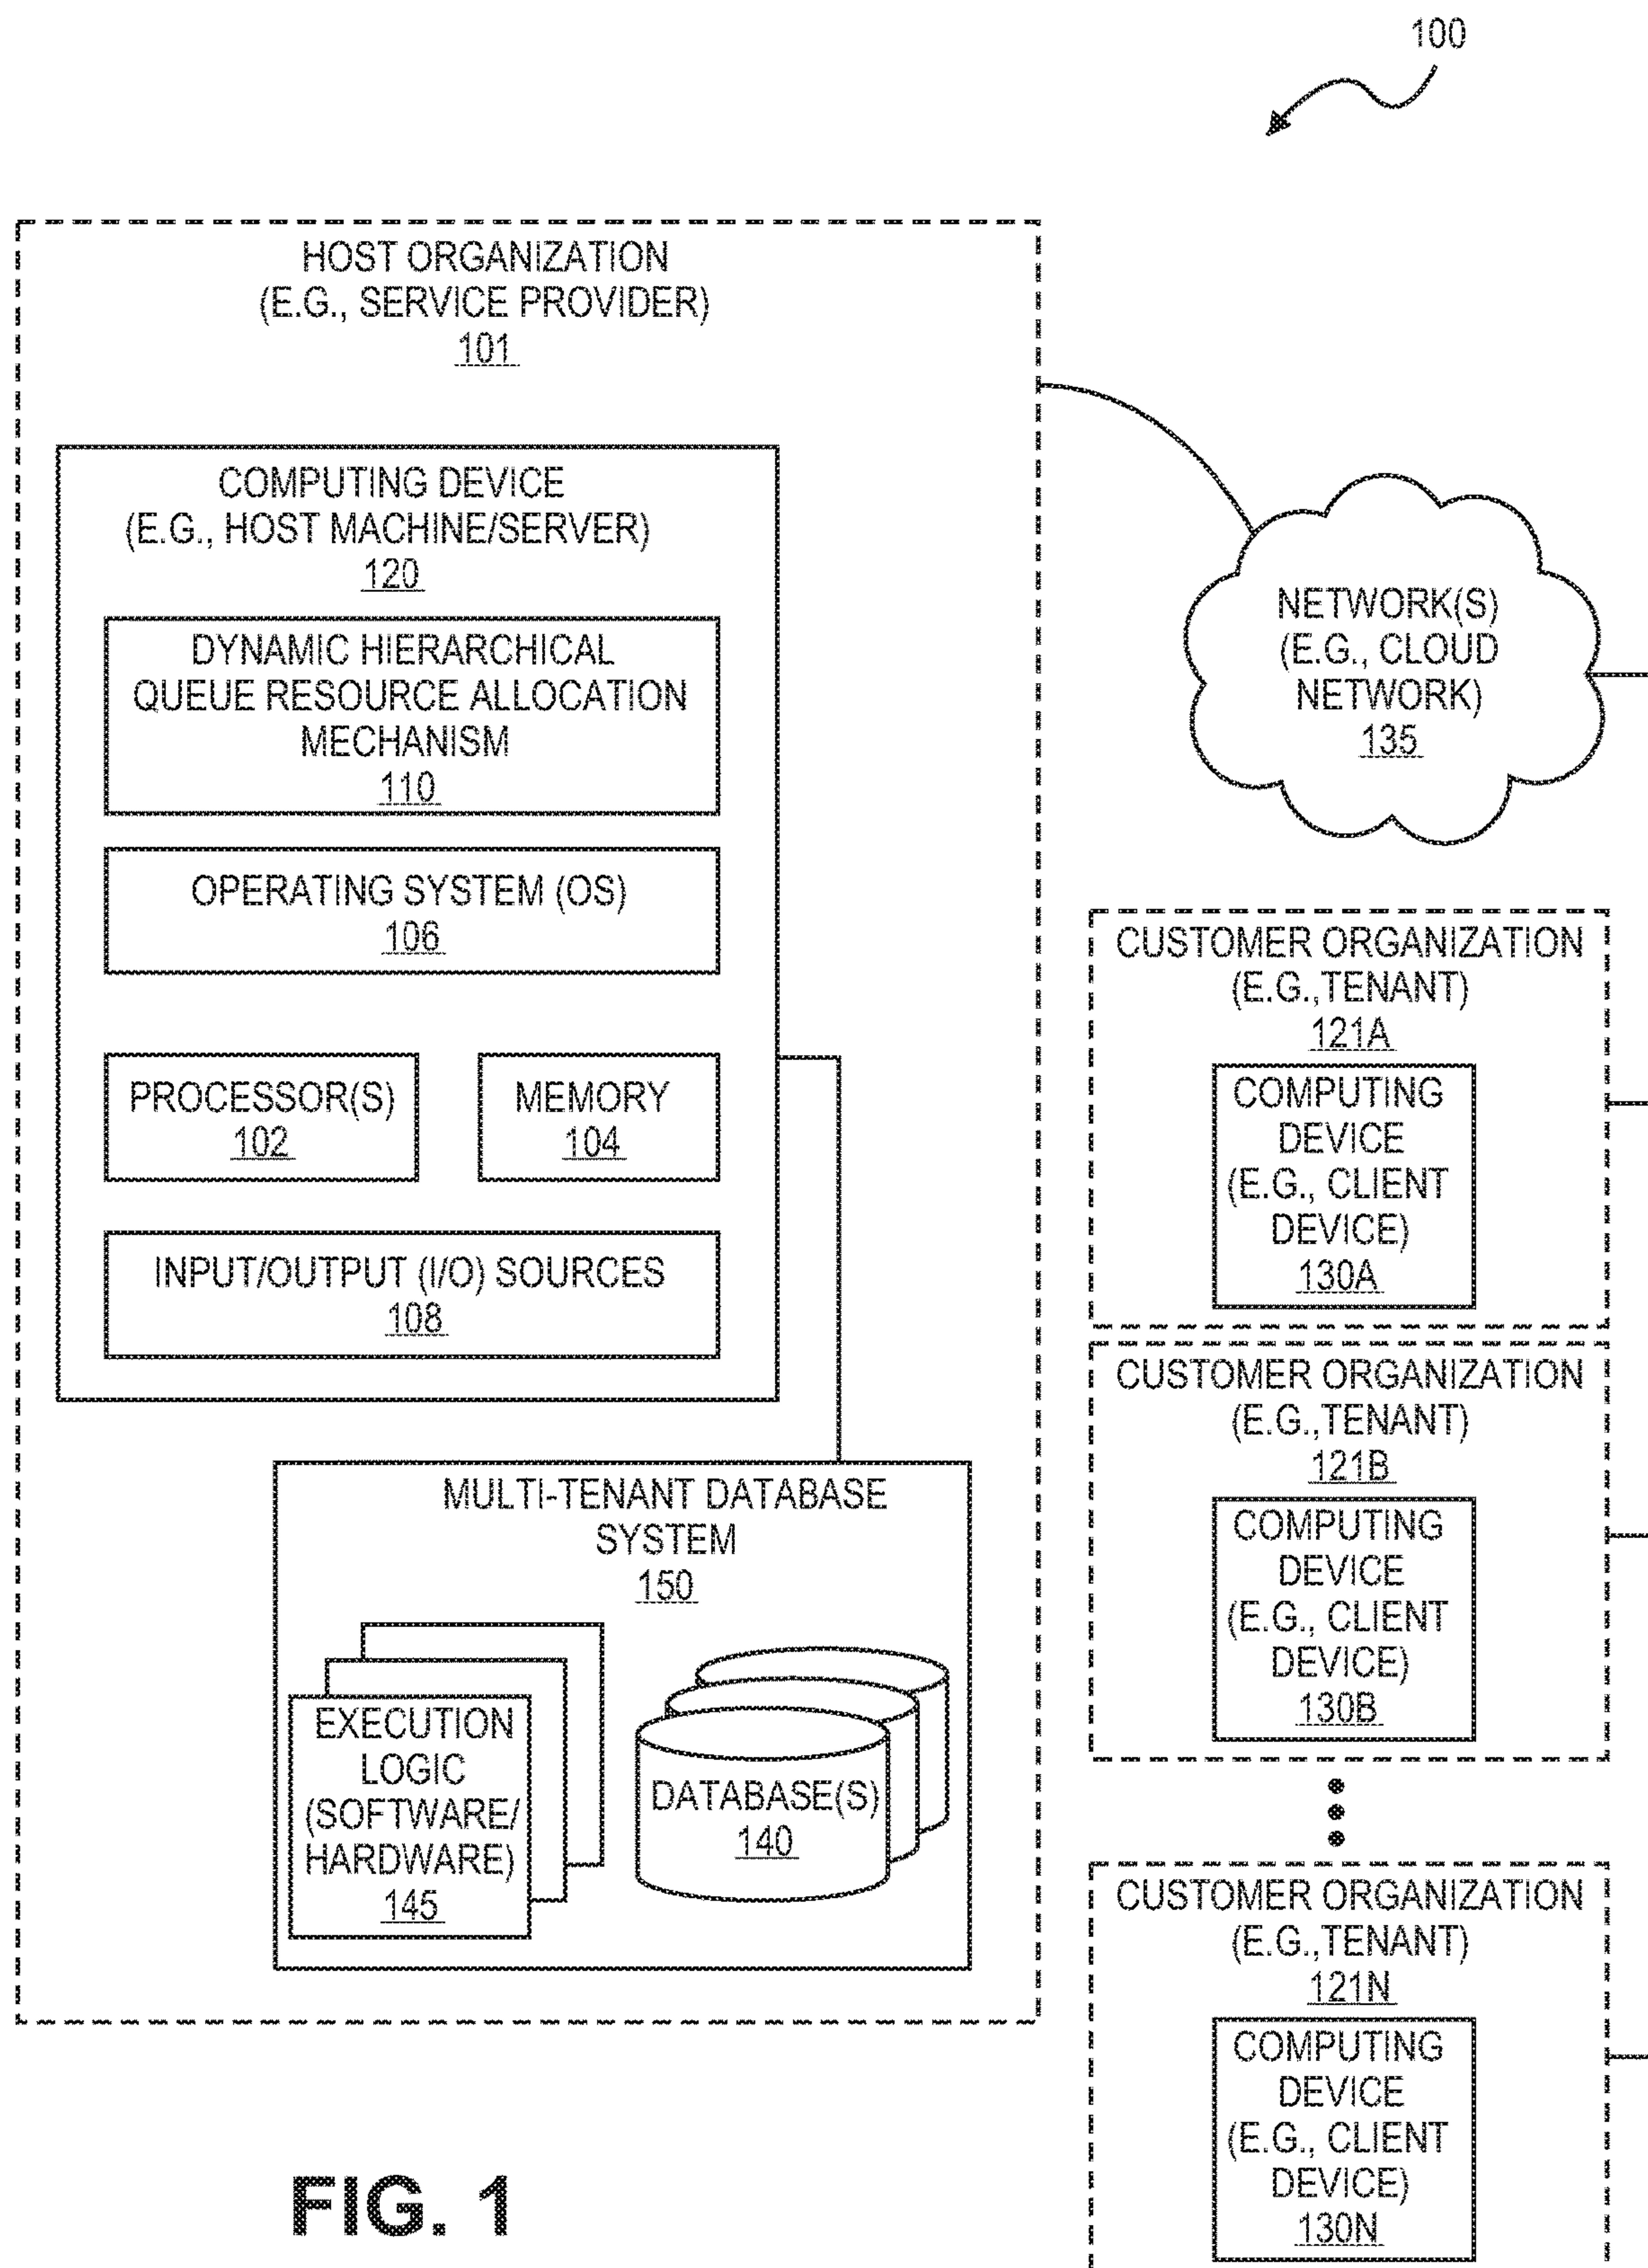 100
HOST ORGANIZATION
(E.G., SERVICE PROVIDER)
101
COMPUTING DEVICE
(E.G., HOST MACHINE/SERVER)
120
DYNAMIC HIERARCHICAL
QUEUE RESOURCE ALLOCATION
MECHANISM
110
OPERATING SYSTEM (OS)
106
PROCESSOR(S)
102
MEMORY
104
INPUT/OUTPUT (I/O) SOURCES
108
MULTI-TENANT DATABASE
SYSTEM
150
EXECUTION
LOGIC
(SOFTWARE/
HARDWARE)
145
DATABASE(S)
140
NETWORK(S)
(E.G., CLOUD
NETWORK)
135
CUSTOMER ORGANIZATION
(E.G.,TENANT)
121A
COMPUTING
DEVICE
(E.G., CLIENT
DEVICE)
130A
CUSTOMER ORGANIZATION
(E.G.,TENANT)
121B
COMPUTING
DEVICE
(E.G., CLIENT
DEVICE)
130B
CUSTOMER ORGANIZATION
(E.G.,TENANT)
121N
COMPUTING
DEVICE
(E.G., CLIENT
DEVICE)
130N
FIG. 1